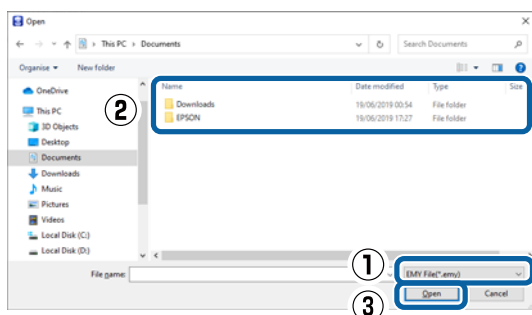 Open
This PC › Documents
Search Documents
Organise
New folder
OneDrive
This PC
3D Objects
Desktop
Documents
Downloads
Music
Pictures
Videos
Local Disk (C:)
Local Disk (D:)
②
Name Date modified Type Size
Downloads 19/06/2019 00:54 File folder
EPSON 19/06/2019 17:27 File folder
①
File name:
EMY File(*.emy)
③
Open
Cancel